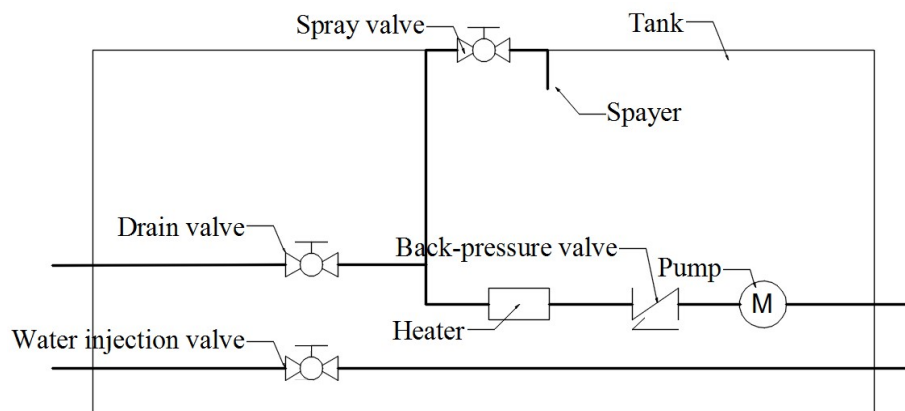 Spray valve
Tank
Spayer
Drain valve
Back-pressure valve
Pump
M
Heater
Water injection valve